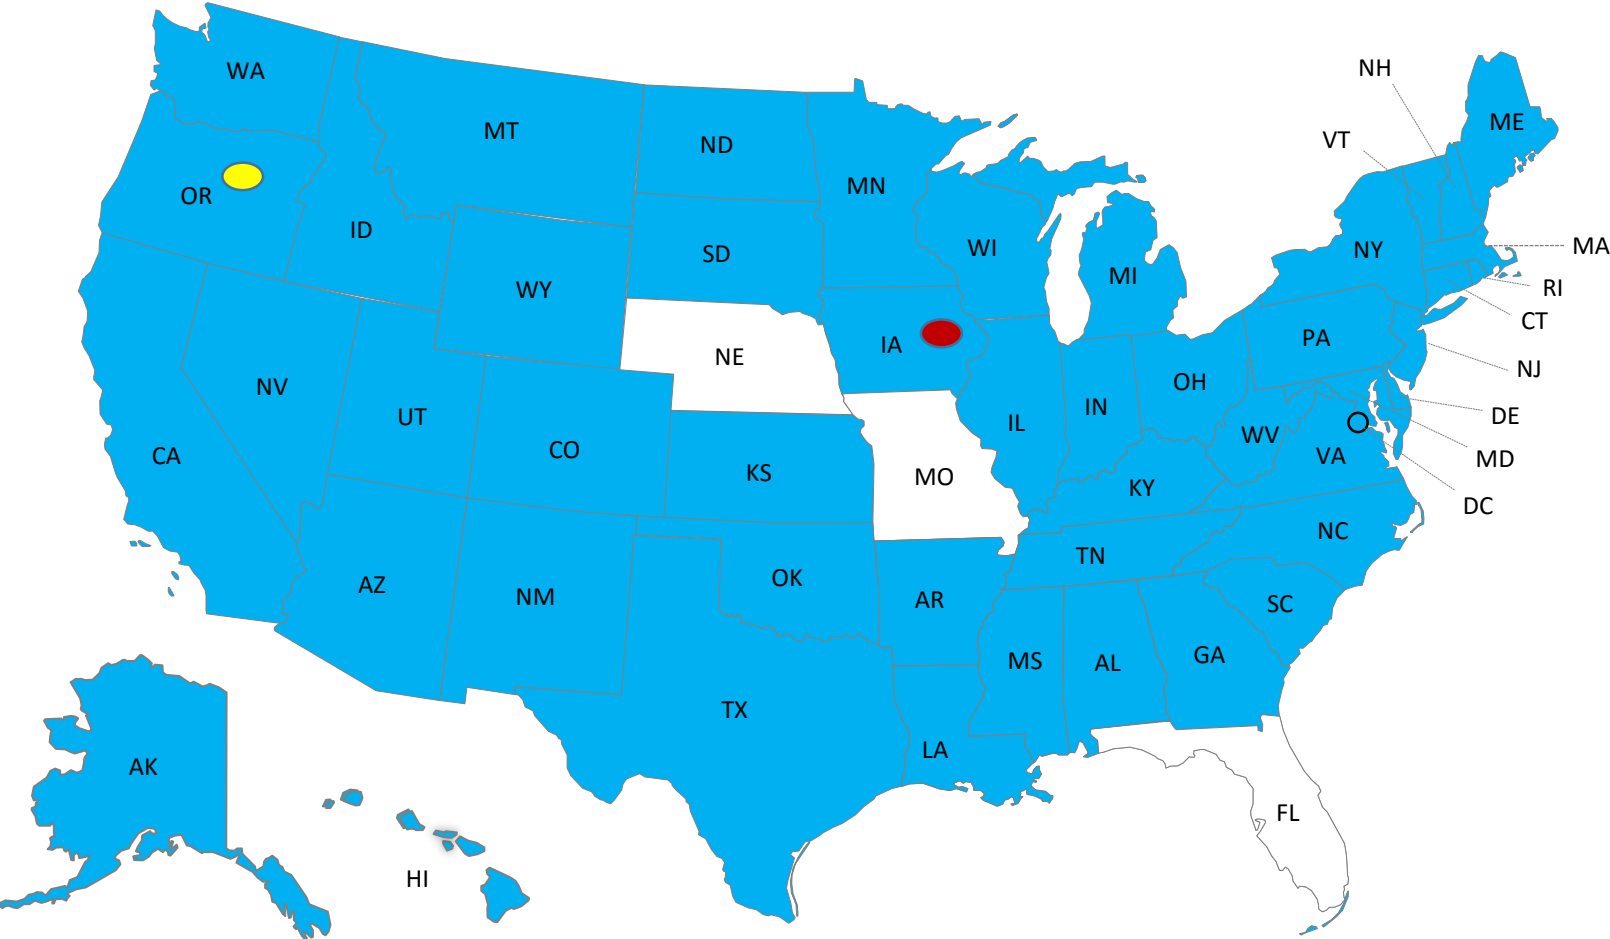 WA
MT
ND
MN
OR
ID
SD
WY
WI
MI
NH
VT
ME
NY
MA
RI
CT
PA
NJ
IA
NE
NV
UT
CO
CA
KS
MO
IL
IN
OH
WV
VA
DE
MD
DC
KY
NC
TN
AZ
NM
OK
AR
SC
MS
AL
GA
TX
LA
AK
HI
FL